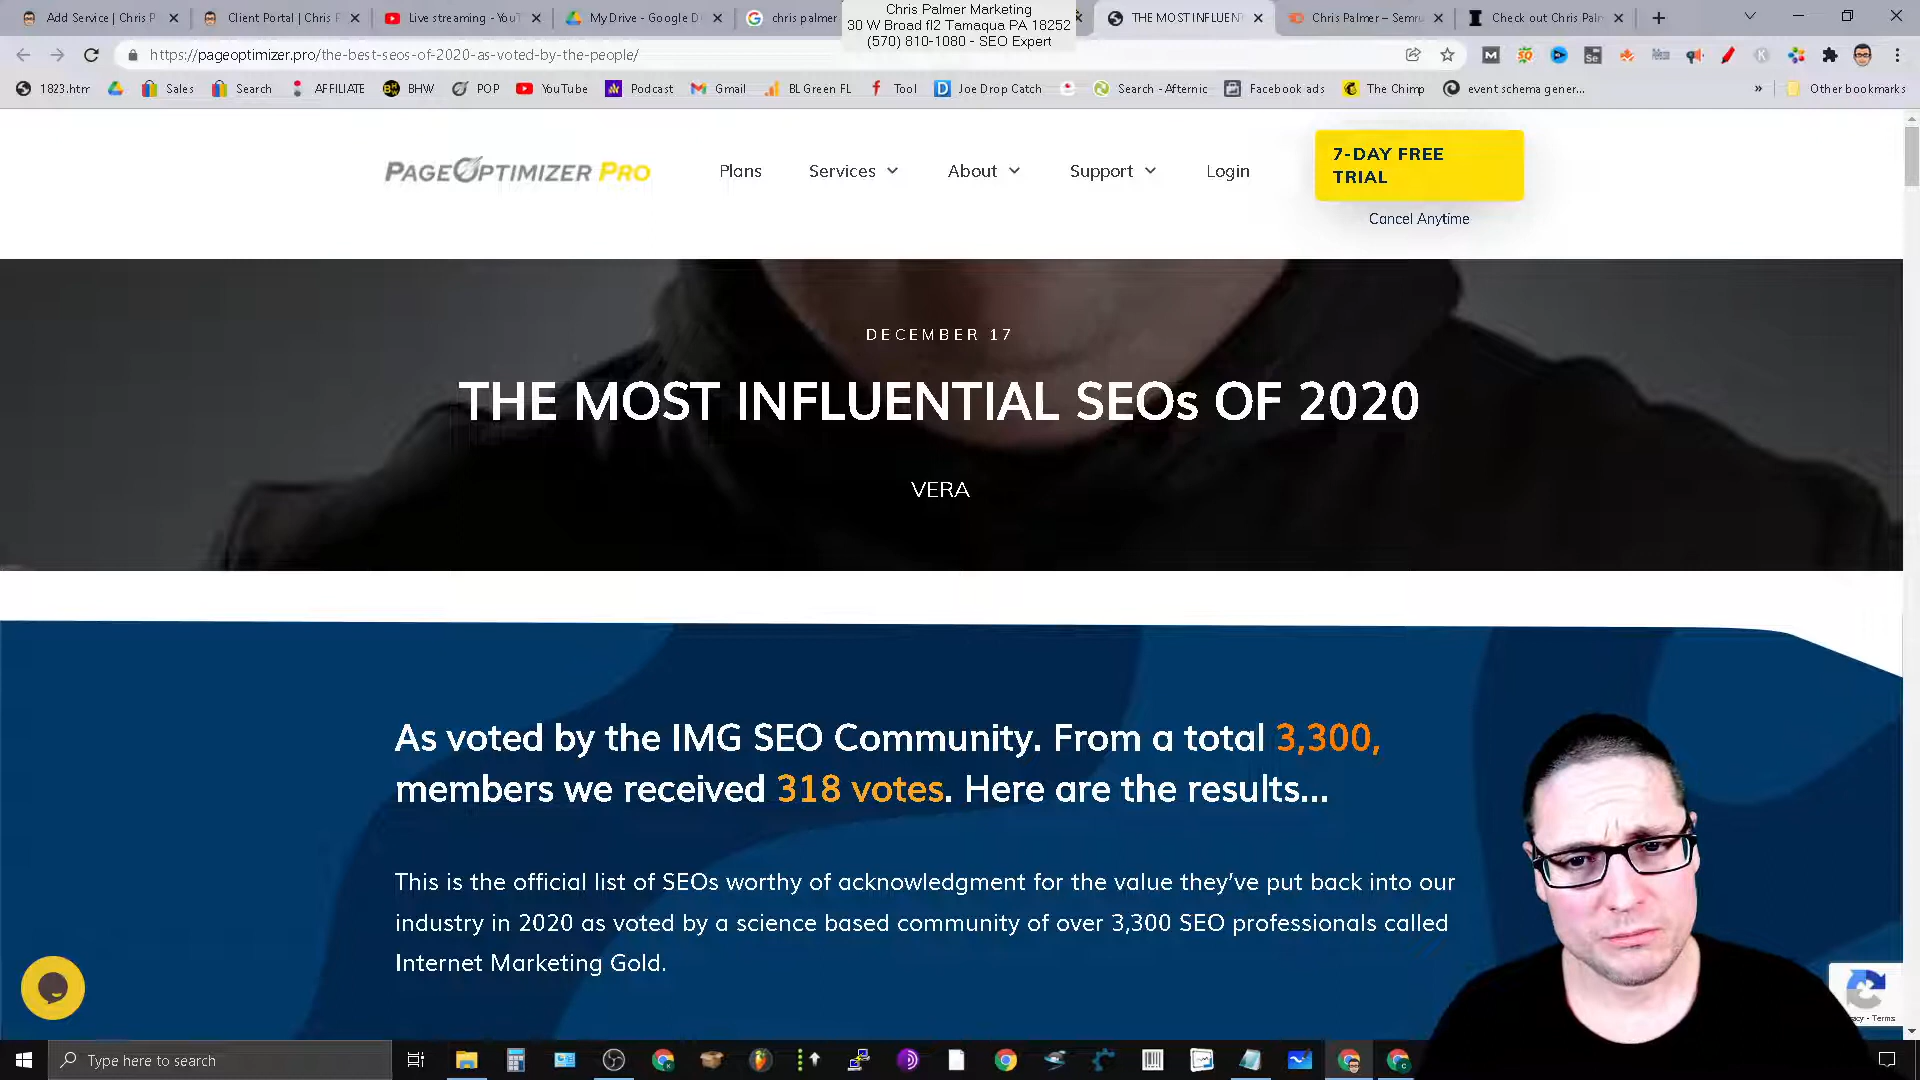 Add Service | Chris P
Client Portal | Chris F
Live streaming - YouT
My Drive - Google D
chris palmer
THE MOST INFLUEN
Chris Palmer – Semru
Check out Chris Palm
Chris Palmer Marketing
30 W Broad fl2 Tamaqua PA 18252
(570) 810-1080 - SEO Expert
https://pageoptimizer.pro/the-best-seos-of-2020-as-voted-by-the-people/
1823.htm
Sales
Search
AFFILIATE
BHW
POP
YouTube
Podcast
Gmail
BL Green FL
Tool
Joe Drop Catch
Search - Afternic
Facebook ads
The Chimp
event schema gener...
»
Other bookmarks
PAGEOPTIMIZER PRO
Plans
Services
About
Support
Login
7-DAY FREE
TRIAL
Cancel Anytime
DECEMBER 17
THE MOST INFLUENTIAL SEOs OF 2020
VERA
As voted by the IMG SEO Community. From a total 3,300,
members we received 318 votes. Here are the results...
This is the official list of SEOs worthy of acknowledgment for the value they've put back into our
industry in 2020 as voted by a science based community of over 3,300 SEO professionals called
Internet Marketing Gold.
Terms
Type here to search